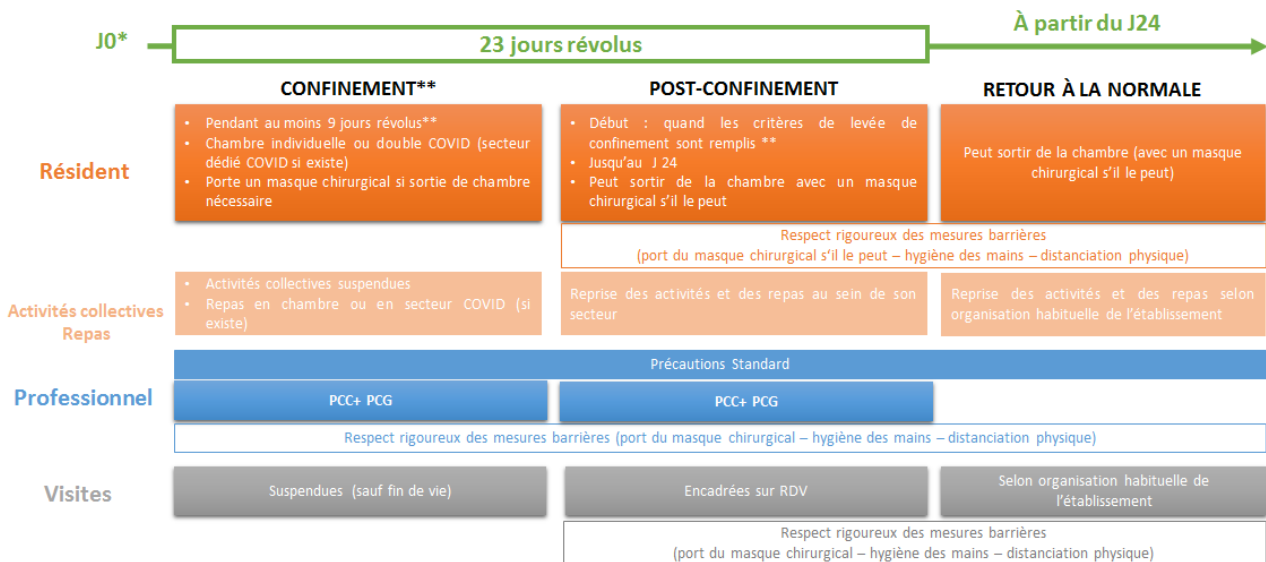 J0*
23 jours révolus
À partir du J24
CONFINEMENT**
POST-CONFINEMENT
RETOUR À LA NORMALE
Résident
• Pendant au moins 9 jours révolus**
• Chambre individuelle ou double COVID (secteur
dédié COVID si existe)
• Porte un masque chirurgical si sortie de chambre
nécessaire
• Début : quand les critères de levée de
confinement sont remplis **
• Jusqu'au J 24
• Peut sortir de la chambre avec un masque
chirurgical s'il le peut
Peut sortir de la chambre (avec un masque
chirurgical s'il le peut)
Respect rigoureux des mesures barrières
(port du masque chirurgical s'il le peut – hygiène des mains – distanciation physique)
Activités collectives
Repas
• Activités collectives suspendues
• Repas en chambre ou en secteur COVID (si
existe)
Reprise des activités et des repas au sein de son
secteur
Reprise des activités et des repas selon
organisation habituelle de l'établissement
Précautions Standard
Professionnel
PCC+ PCG
PCC+ PCG
Respect rigoureux des mesures barrières (port du masque chirurgical – hygiène des mains – distanciation physique)
Visites
Suspendues (sauf fin de vie)
Encadrées sur RDV
Selon organisation habituelle de
l'établissement
Respect rigoureux des mesures barrières
(port du masque chirurgical – hygiène des mains – distanciation physique)